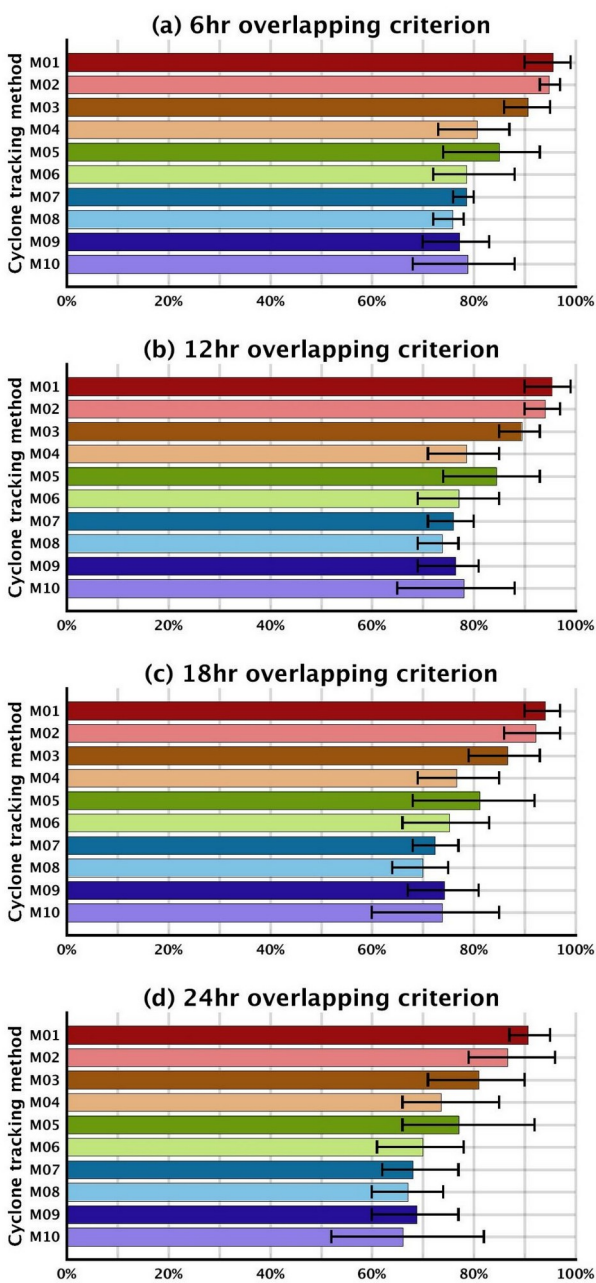 (a) 6hr overlapping criterion
Cyclone tracking method
M01
M02
M03
M04
M05
M06
M07
M08
M09
M10
0% 20% 40% 60% 80% 100%
(b) 12hr overlapping criterion
Cyclone tracking method
M01
M02
M03
M04
M05
M06
M07
M08
M09
M10
0% 20% 40% 60% 80% 100%
(c) 18hr overlapping criterion
Cyclone tracking method
M01
M02
M03
M04
M05
M06
M07
M08
M09
M10
0% 20% 40% 60% 80% 100%
(d) 24hr overlapping criterion
Cyclone tracking method
M01
M02
M03
M04
M05
M06
M07
M08
M09
M10
0% 20% 40% 60% 80% 100%